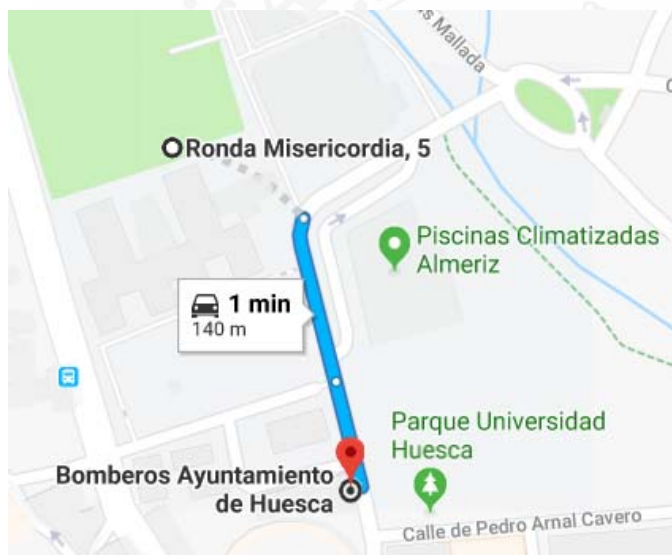 s Mallada
C
Ronda Misericordia, 5
Piscinas Climatizadas
Almeriz
1 min
140 m
Parque Universidad
Huesca
Bomberos Ayuntamiento
de Huesca
Calle de Pedro Arnal Cavero